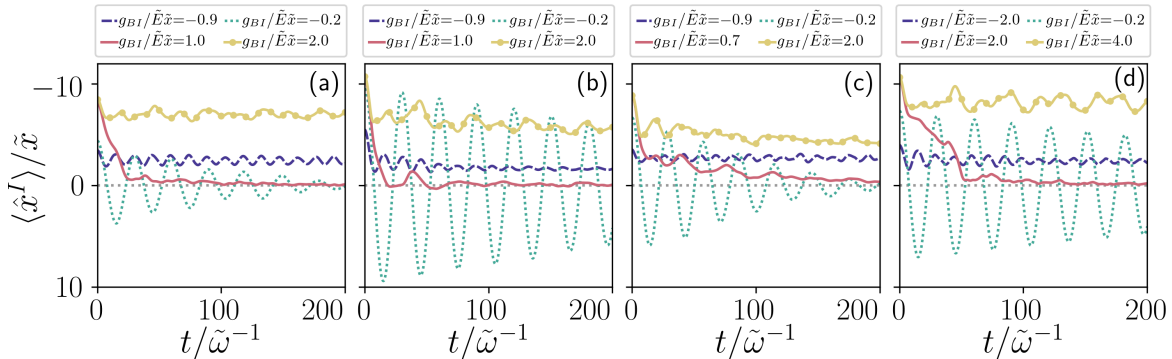 g_{BI}/ẼX̃=−0.9 g_{BI}/Ẽx̃=−0.2
g_{BI}/Ẽx̃=1.0 g_{BI}/Ẽx̃=2.0
g_{BI}/Ẽx̃=−0.9 g_{BI}/Ẽx̃=−0.2
g_{BI}/Ẽx̃=1.0 g_{BI}/Ẽx̃=2.0
g_{BI}/Ẽx̃=−0.9 g_{BI}/Ẽx̃=−0.2
g_{BI}/Ẽx̃=0.7 g_{BI}/Ẽx̃=2.0
g_{BI}/Ẽx̃=−2.0 g_{BI}/Ẽx̃=−0.2
g_{BI}/Ẽx̃=2.0 g_{BI}/Ẽx̃=4.0
(a) (b) (c) (d)
⟨x̂^I⟩/x̃
−10
0
10
0 100 200
0 100 200
0 100 200
0 100 200
t/ω̃^{−1} t/ω̃^{−1} t/ω̃^{−1} t/ω̃^{−1}